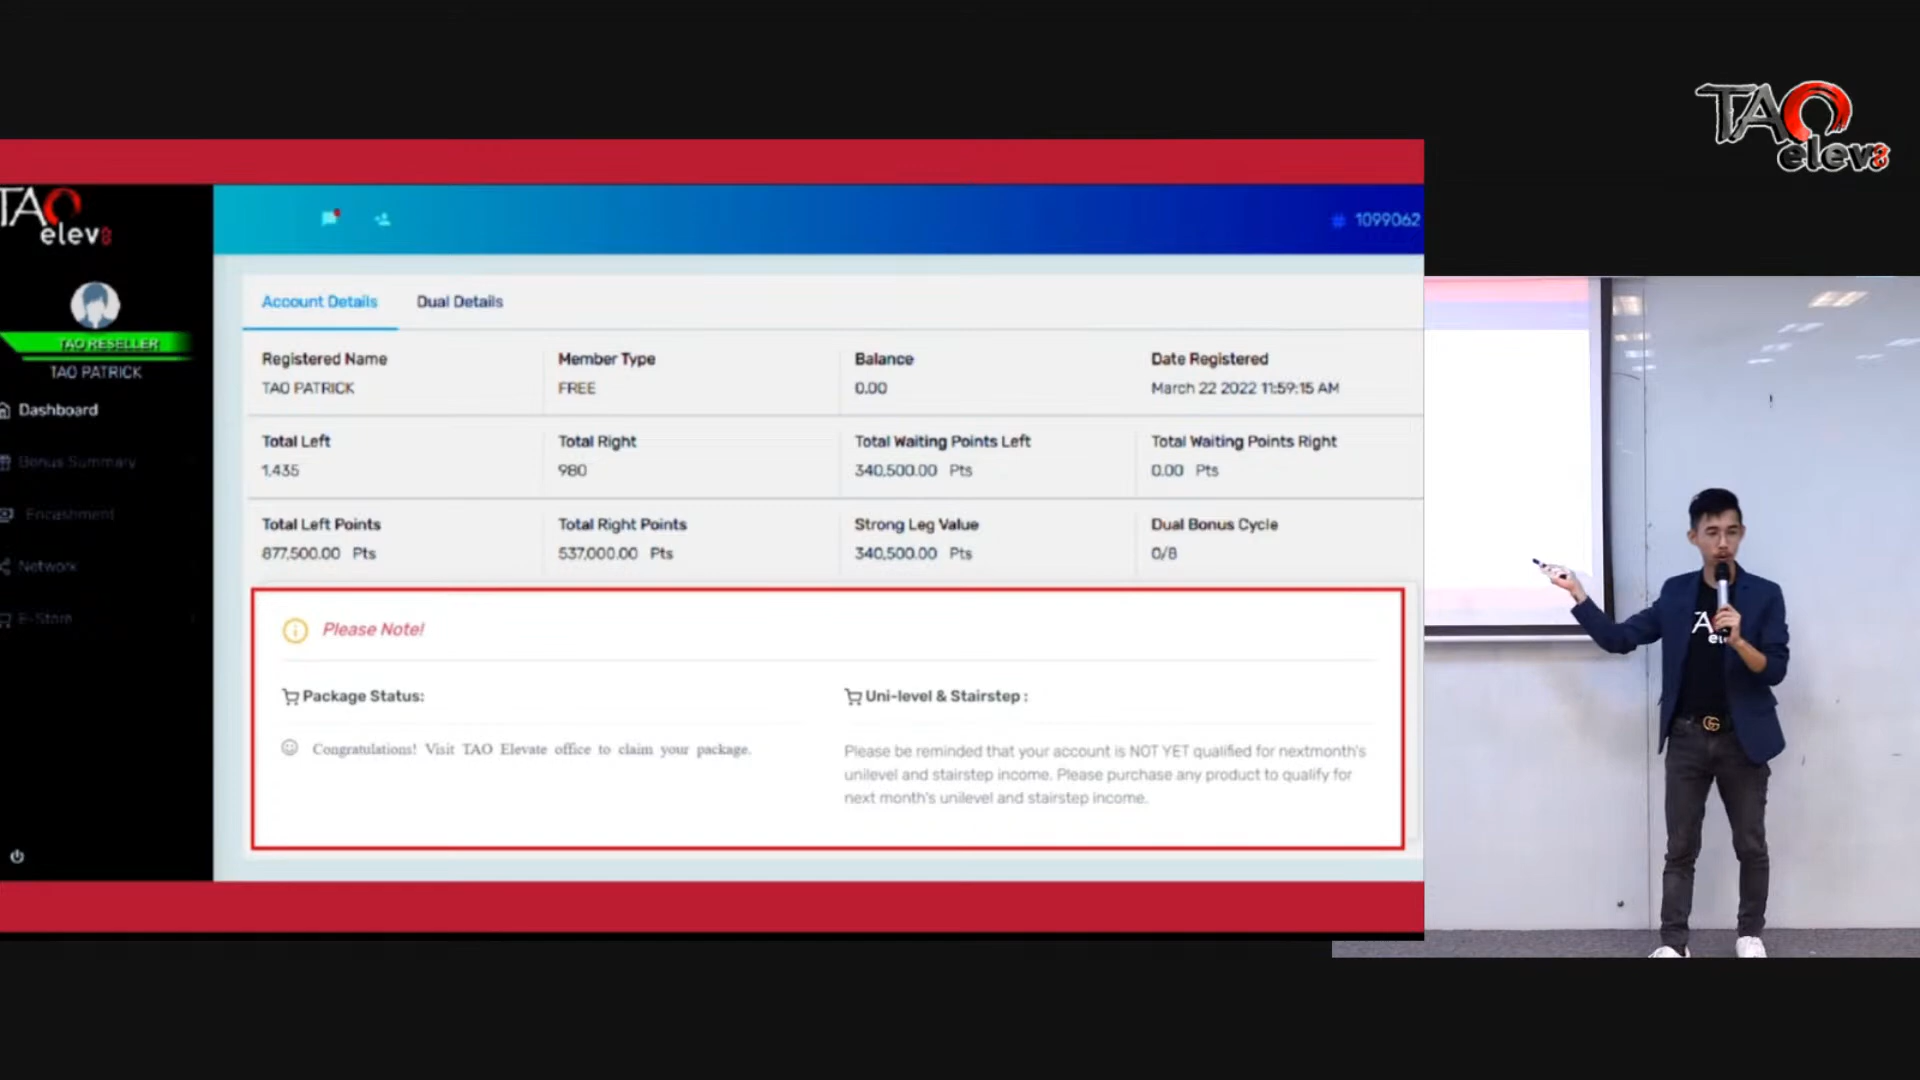 TAO
elev8
TAO
elev8
# 1099062
TAO RESELLER
TAO PATRICK
Dashboard
Bonus Summary
Encashment
Network
E-Store
Account Details
Dual Details
Registered Name
TAO PATRICK
Member Type
FREE
Balance
0.00
Date Registered
March 22 2022 11:59:15 AM
Total Left
1,435
Total Right
980
Total Waiting Points Left
340,500.00 Pts
Total Waiting Points Right
0.00 Pts
Total Left Points
877,500.00 Pts
Total Right Points
537,000.00 Pts
Strong Leg Value
340,500.00 Pts
Dual Bonus Cycle
0/8
Please Note!
Package Status:
Congratulations! Visit TAO Elevate office to claim your package.
Uni-level & Stairstep :
Please be reminded that your account is NOT YET qualified for nextmonth's
unilevel and stairstep income. Please purchase any product to qualify for
next month's unilevel and stairstep income.